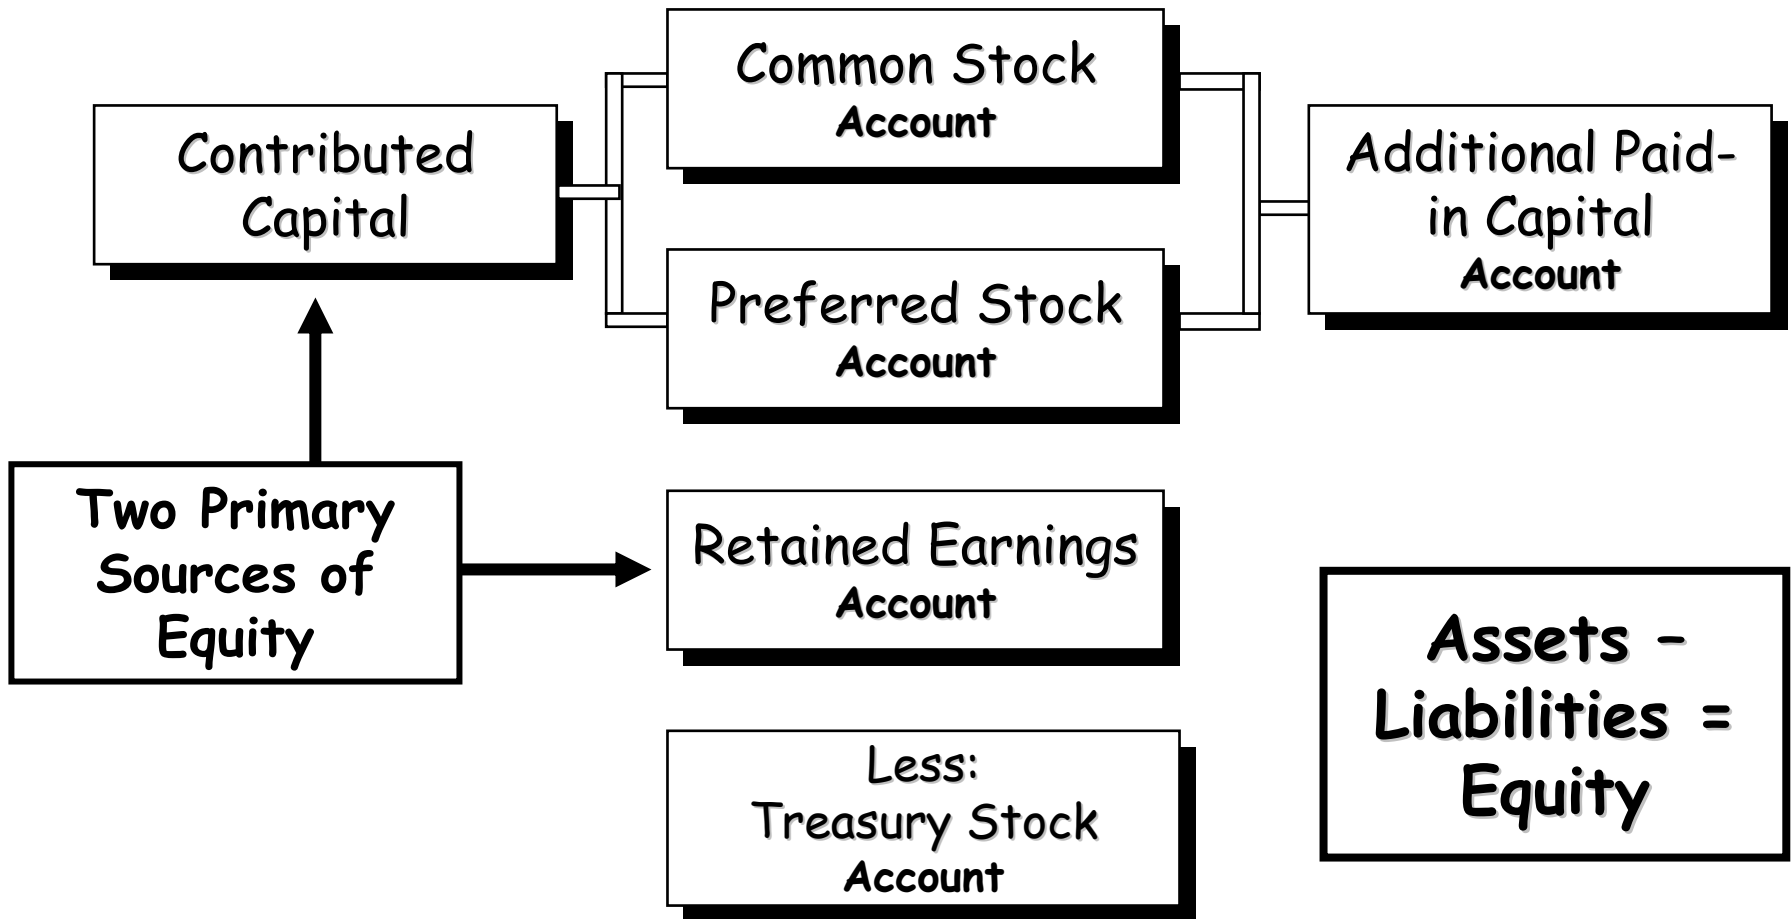 Common Stock
Account
Contributed
Capital
Additional Paid-
in Capital
Account
Preferred Stock
Account
Two Primary
Sources of
Equity
Retained Earnings
Account
Assets –
Liabilities =
Equity
Less:
Treasury Stock
Account